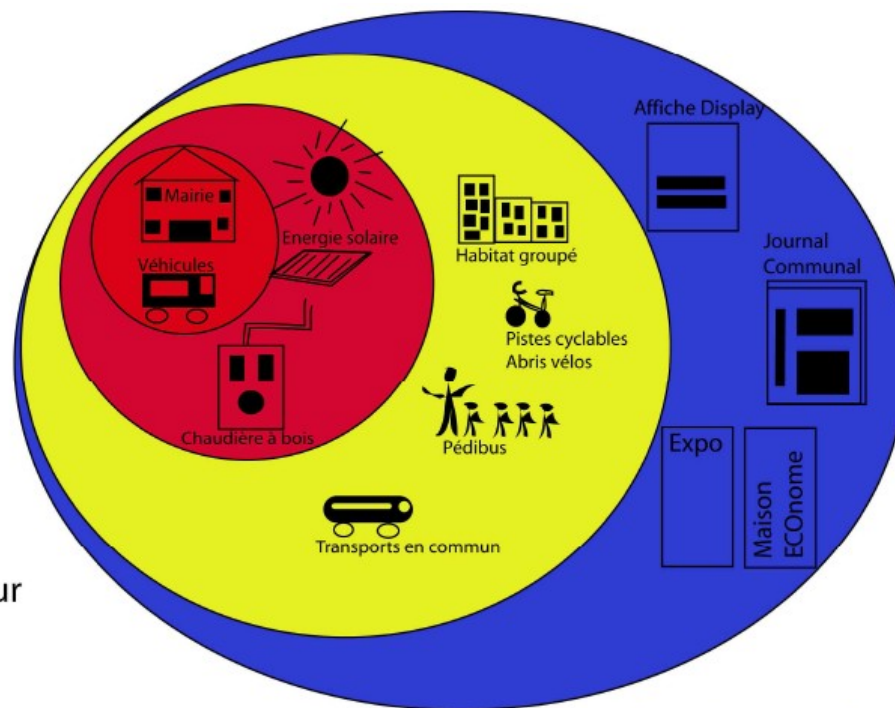 Affiche Display
Mairie
Energie solaire
Habitat groupé
Journal
Communal
Véhicules
Pistes cyclables
Abris vélos
Chaudière à bois
Pédibus
Expo
Maison
ECOnome
Transports en commun
ur